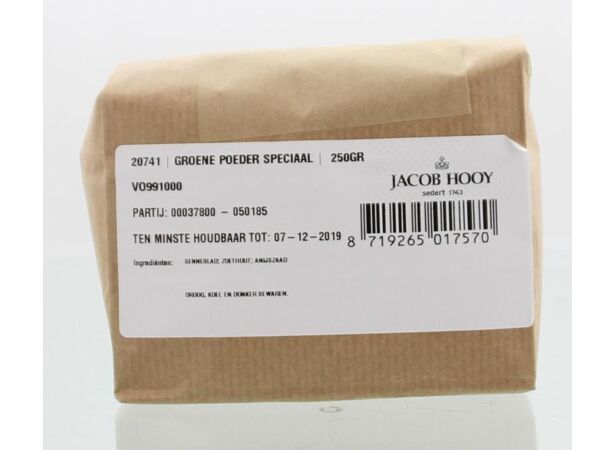 20741 | GROENE POEDER SPECIAAL | 250GR
VO991000
PARTIJ: 00037800 - 050185
TEN MINSTE HOUDBAAR TOT: 07-12-2019
Ingrediënten: SENNEBLAD; ZOETHOUT; ANIJSZAAD
DROOG, KOEL EN DONKER BEWAREN.
JACOB HOOY
sedert 1743
8 719265 017570